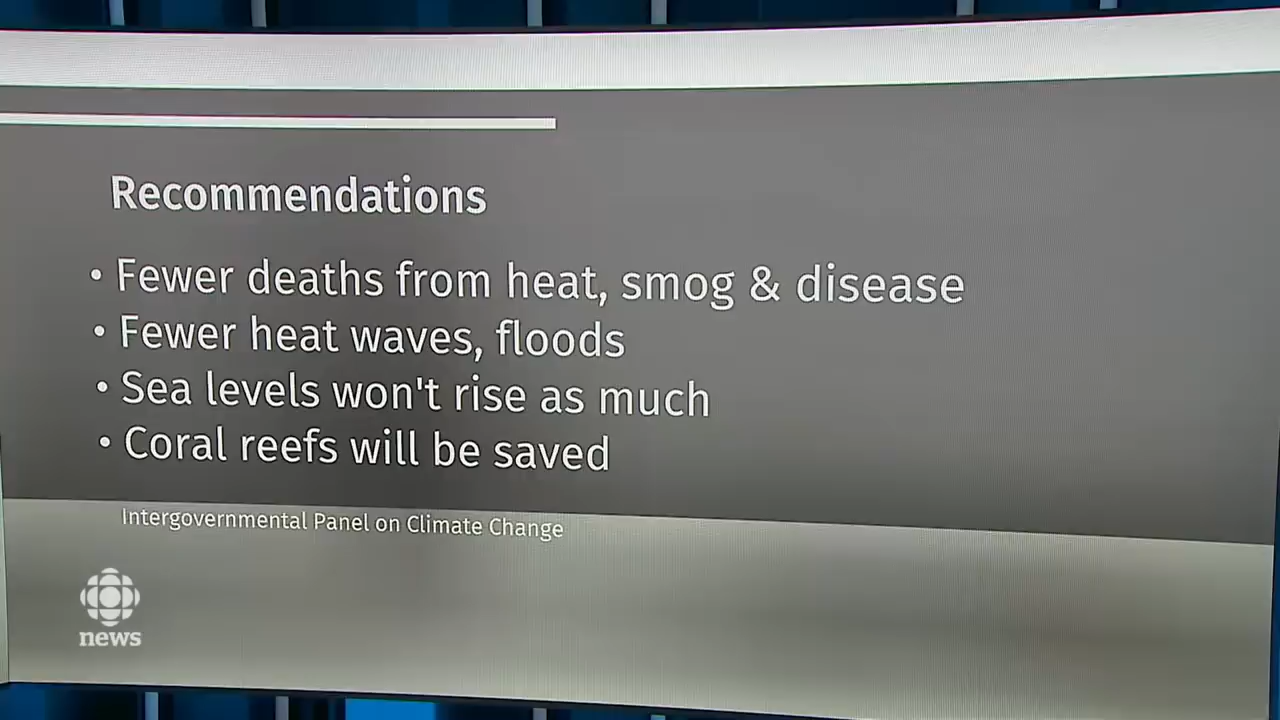 Recommendations
• Fewer deaths from heat, smog & disease
• Fewer heat waves, floods
• Sea levels won't rise as much
• Coral reefs will be saved
Intergovernmental Panel on Climate Change
news